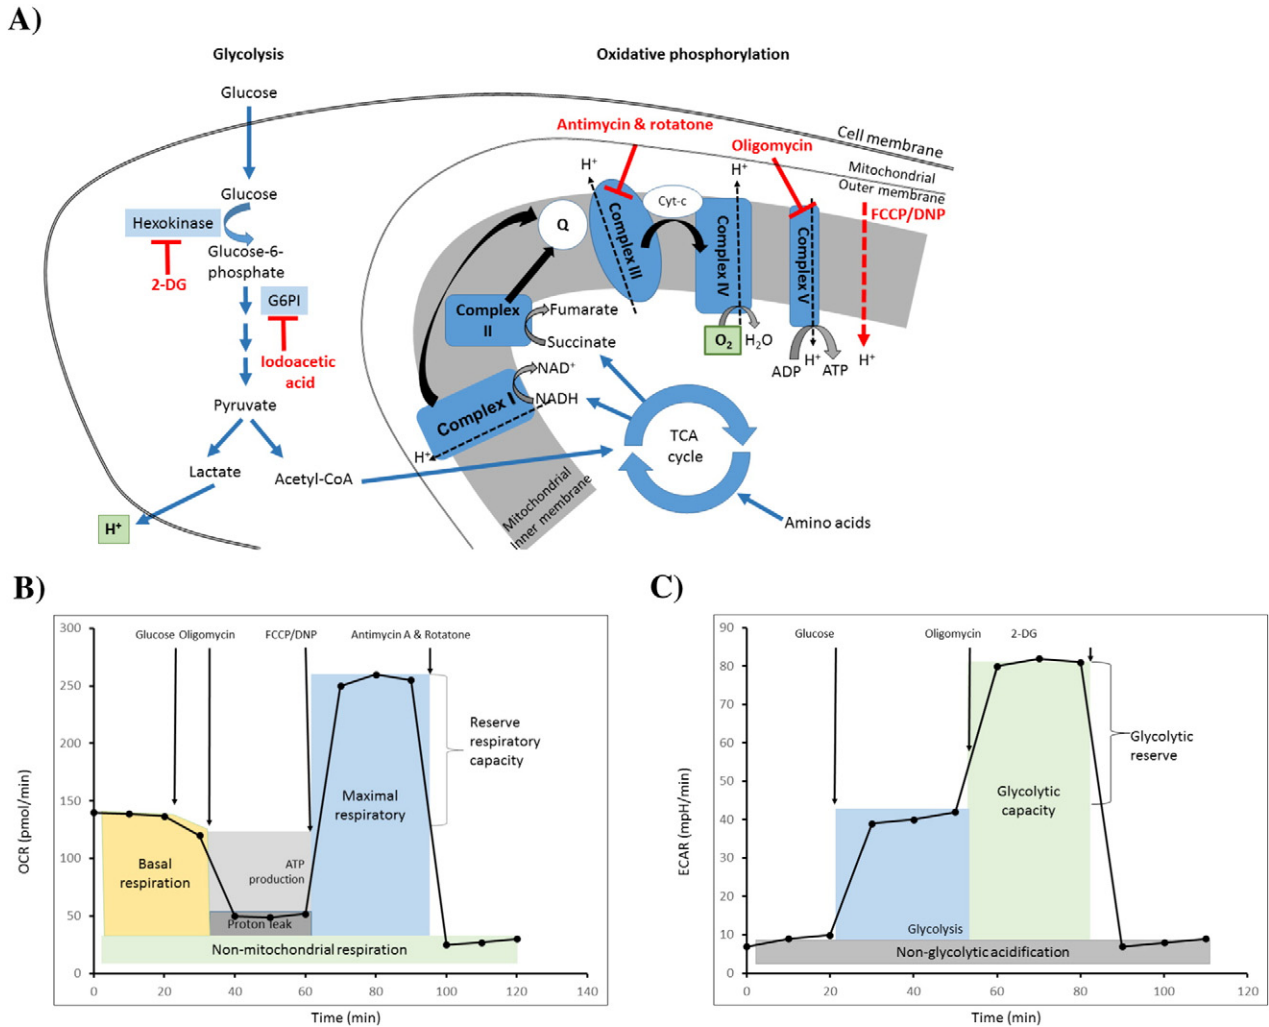 A)
Glycolysis
Oxidative phosphorylation
Glucose
Antimycin & rotatone
Oligomycin
Cell membrane
Mitochondrial
Outer membrane
FCCP/DNP
H+
H+
Glucose
Hexokinase
2-DG
Glucose-6-
phosphate
G6PI
Iodoacetic
acid
Pyruvate
Lactate
Acetyl-CoA
H+
Q
Complex III
Cyt-c
Complex IV
Complex V
Complex
II
Fumarate
Succinate
O2
H2O
ADP
H+
ATP
H+
NAD+
NADH
Complex I
H+
TCA
cycle
Mitochondrial
Inner membrane
Amino acids
B)
OCR (pmol/min)
300
250
200
150
100
50
0
Glucose Oligomycin
FCCP/DNP
Antimycin A & Rotatone
Reserve
respiratory
capacity
Maximal
respiratory
Basal
respiration
ATP
production
Proton leak
Non-mitochondrial respiration
0 20 40 60 80 100 120 140
Time (min)
C)
ECAR (mpH/min)
90
80
70
60
50
40
30
20
10
0
Glucose
Oligomycin
2-DG
Glycolytic
reserve
Glycolytic
capacity
Glycolysis
Non-glycolytic acidification
0 20 40 60 80 100 120
Time (min)